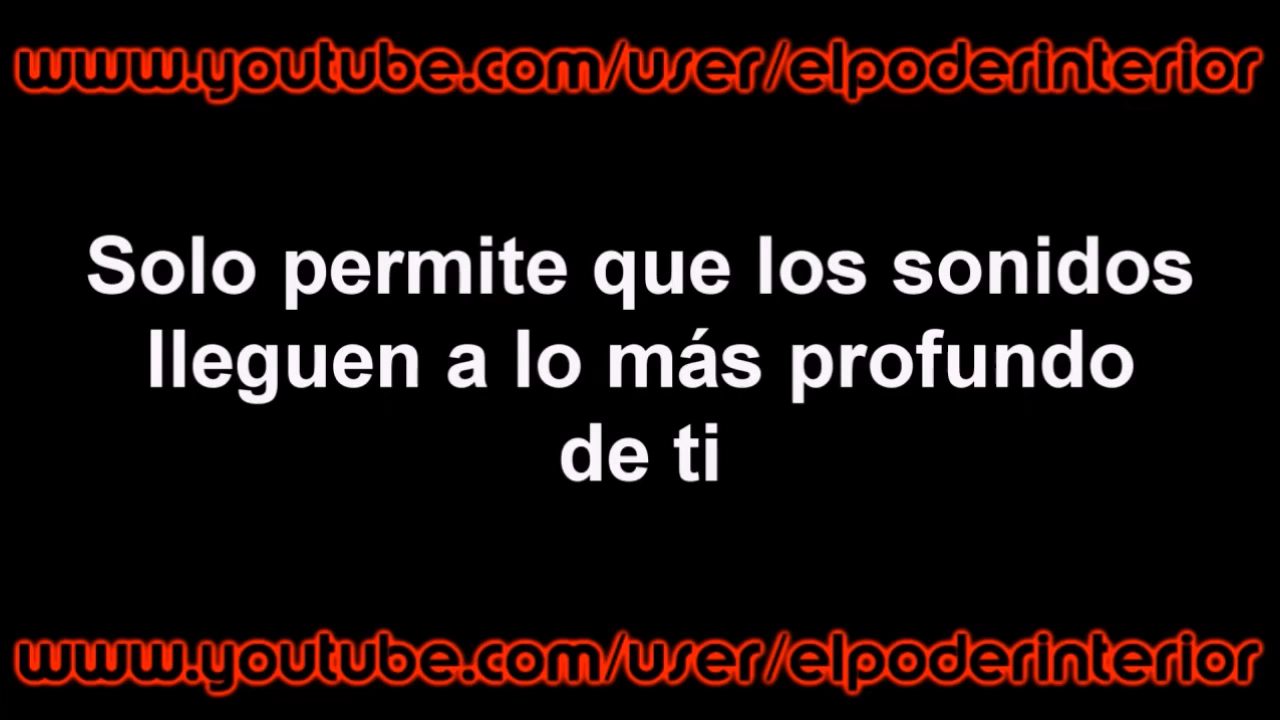 www.youtube.com/user/elpoderinterior
Solo permite que los sonidos
lleguen a lo más profundo
de ti
www.youtube.com/user/elpoderinterior